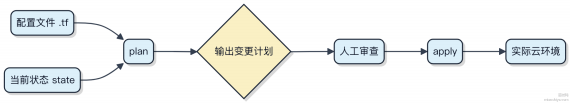 配置文件 .tf
当前状态 state
plan
输出变更计划
人工审查
apply
实际云环境